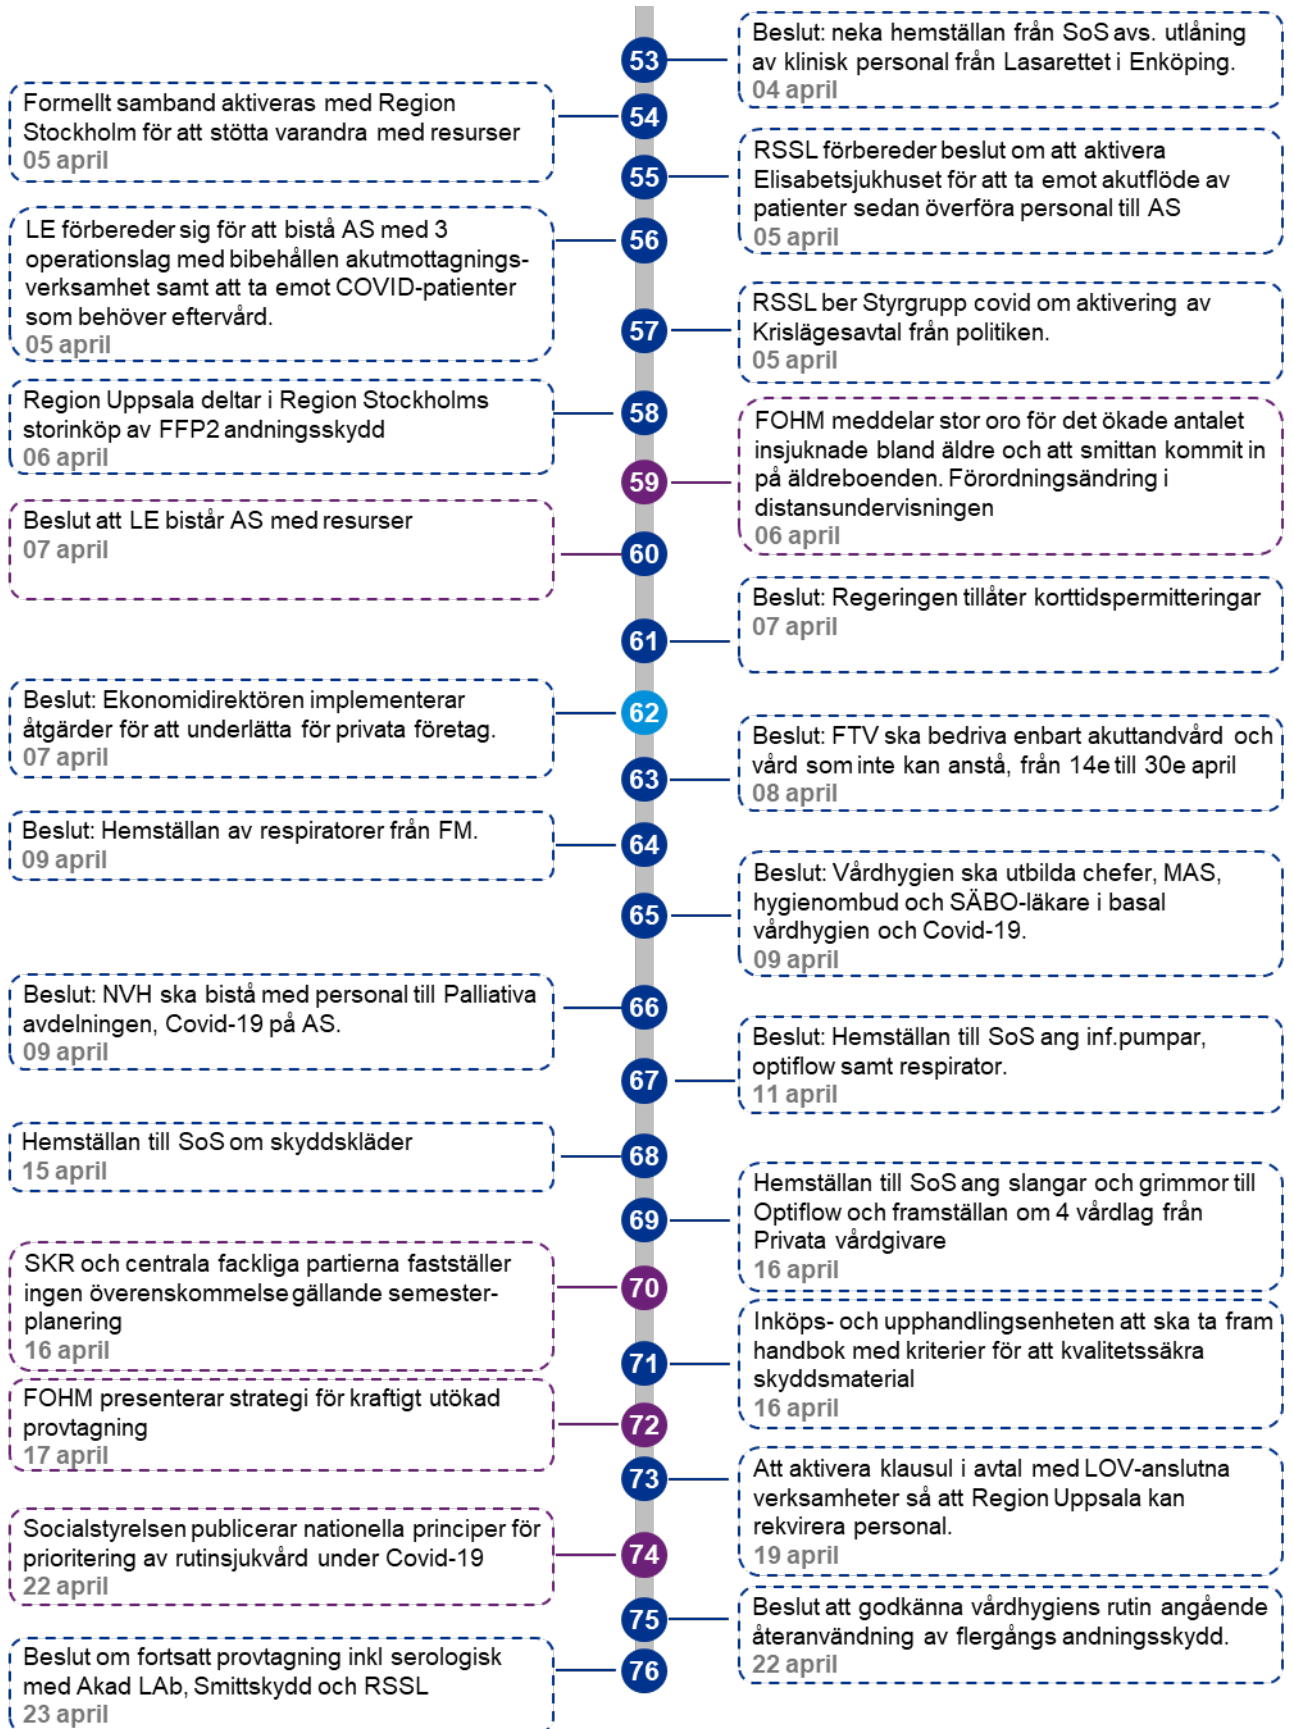 53
Beslut: neka hemställan från SoS avs. utlåning
av klinisk personal från Lasarettet i Enköping.
04 april
Formellt samband aktiveras med Region
Stockholm för att stötta varandra med resurser
05 april
54
55
RSSL förbereder beslut om att aktivera
Elisabetsjukhuset för att ta emot akutflöde av
patienter sedan överföra personal till AS
05 april
LE förbereder sig för att bistå AS med 3
operationslag med bibehållen akutmottagnings-
verksamhet samt att ta emot COVID-patienter
som behöver eftervård.
05 april
56
57
RSSL ber Styrgrupp covid om aktivering av
Krislägesavtal från politiken.
05 april
Region Uppsala deltar i Region Stockholms
storinköp av FFP2 andningsskydd
06 april
58
59
FOHM meddelar stor oro för det ökade antalet
insjuknade bland äldre och att smittan kommit in
på äldreboenden. Förordningsändring i
distansundervisningen
06 april
Beslut att LE bistår AS med resurser
07 april
60
61
Beslut: Regeringen tillåter korttidspermitteringar
07 april
Beslut: Ekonomidirektören implementerar
åtgärder för att underlätta för privata företag.
07 april
62
63
Beslut: FTV ska bedriva enbart akuttandvård och
vård som inte kan anstå, från 14e till 30e april
08 april
Beslut: Hemställan av respiratorer från FM.
09 april
64
65
Beslut: Vårdhygien ska utbilda chefer, MAS,
hygienombud och SÄBO-läkare i basal
vårdhygien och Covid-19.
09 april
Beslut: NVH ska bistå med personal till Palliativa
avdelningen, Covid-19 på AS.
09 april
66
67
Beslut: Hemställan till SoS ang inf.pumpar,
optiflow samt respirator.
11 april
Hemställan till SoS om skyddskläder
15 april
68
69
Hemställan till SoS ang slangar och grimmor till
Optiflow och framställan om 4 vårdlag från
Privata vårdgivare
16 april
SKR och centrala fackliga partierna fastställer
ingen överenskommelse gällande semester-
planering
16 april
70
71
Inköps- och upphandlingsenheten att ska ta fram
handbok med kriterier för att kvalitetssäkra
skyddsmaterial
16 april
FOHM presenterar strategi för kraftigt utökad
provtagning
17 april
72
73
Att aktivera klausul i avtal med LOV-anslutna
verksamheter så att Region Uppsala kan
rekvirera personal.
19 april
Socialstyrelsen publicerar nationella principer för
prioritering av rutinsjukvård under Covid-19
22 april
74
75
Beslut att godkänna vårdhygiens rutin angående
återanvändning av flergångs andningsskydd.
22 april
Beslut om fortsatt provtagning inkl serologisk
med Akad LAb, Smittskydd och RSSL
23 april
76